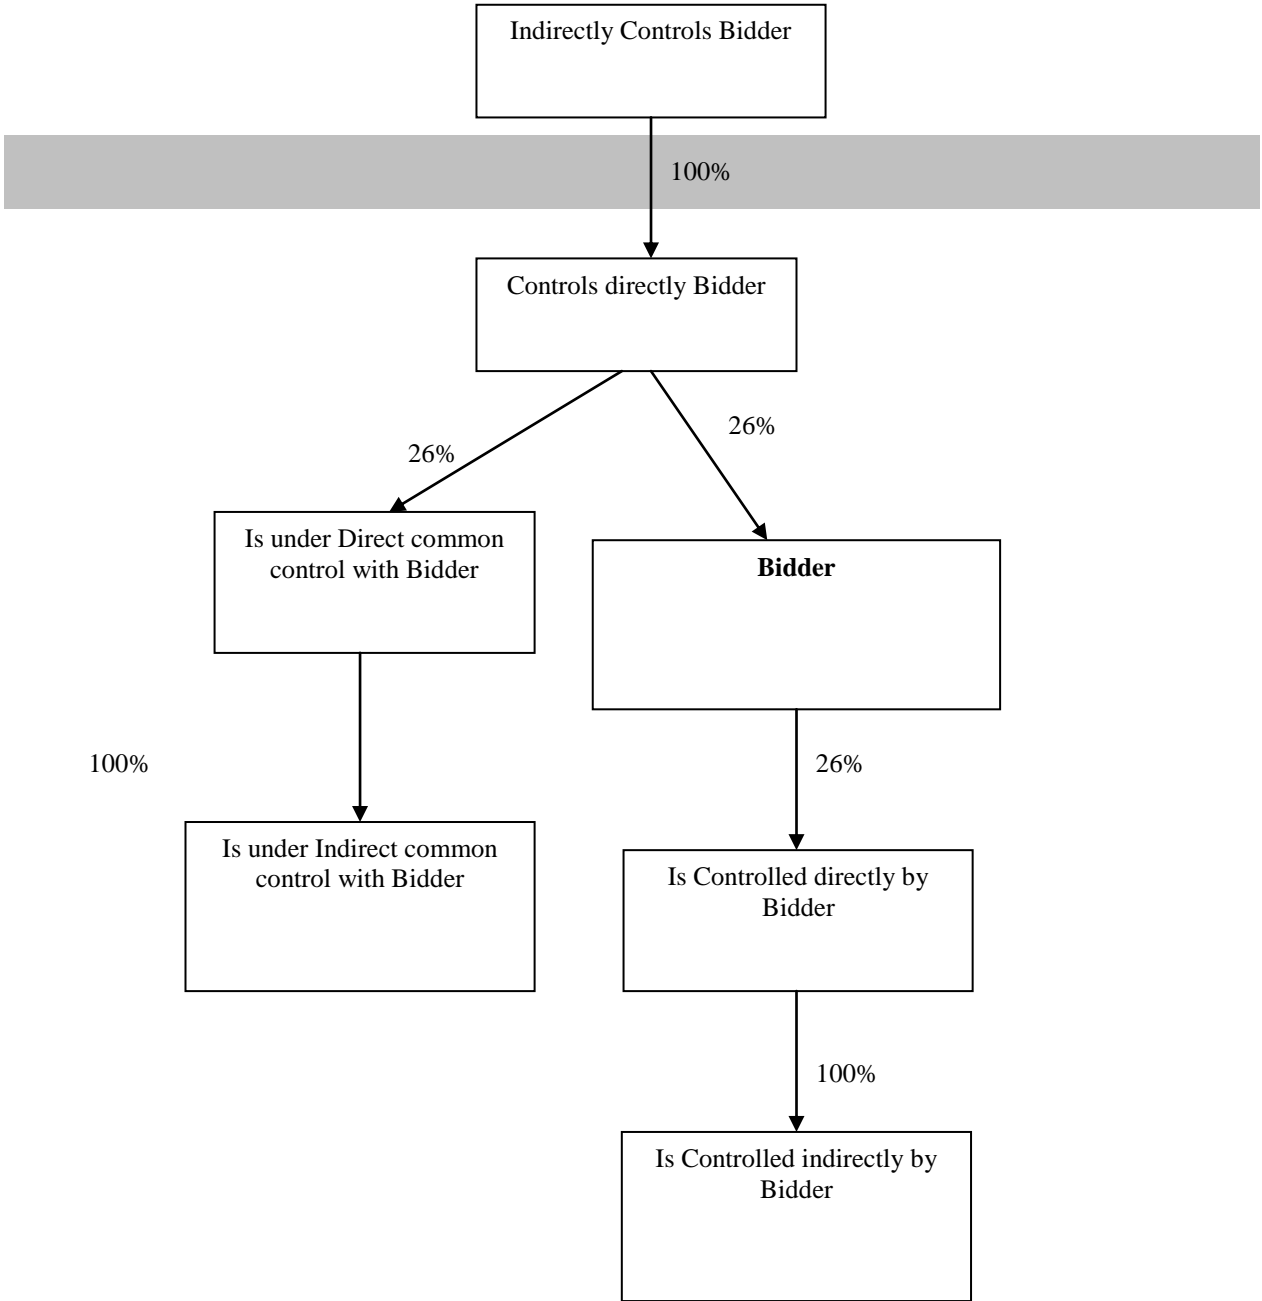 Indirectly Controls Bidder
100%
Controls directly Bidder
26%
26%
Is under Direct common
control with Bidder
Bidder
100%
26%
Is under Indirect common
control with Bidder
Is Controlled directly by
Bidder
100%
Is Controlled indirectly by
Bidder